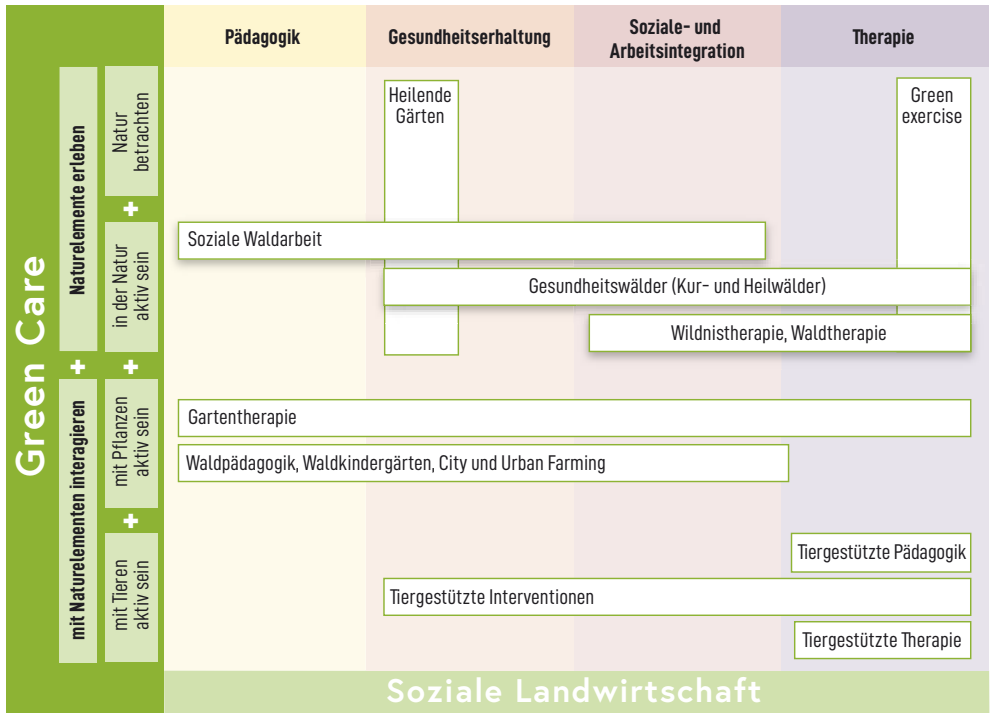 Pädagogik
Gesundheitserhaltung
Soziale- und
Arbeitsintegration
Therapie
Green Care
Naturelemente erleben
+
mit Naturelementen interagieren
Natur
betrachten
+
in der Natur
aktiv sein
+
mit Pflanzen
aktiv sein
+
mit Tieren
aktiv sein
Heilende
Gärten
Green
exercise
Soziale Waldarbeit
Gesundheitswälder (Kur- und Heilwälder)
Wildnistherapie, Waldtherapie
Gartentherapie
Waldpädagogik, Waldkindergärten, City und Urban Farming
Tiergestützte Pädagogik
Tiergestützte Interventionen
Tiergestützte Therapie
Soziale Landwirtschaft